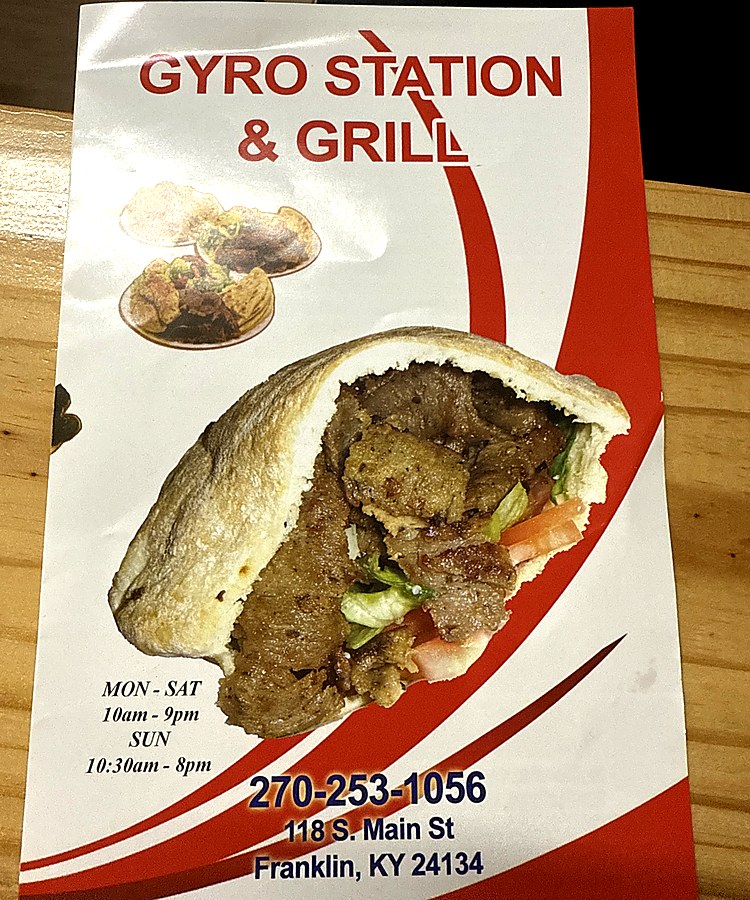 GYRO STATION
& GRILL
MON - SAT
10am - 9pm
SUN
10:30am - 8pm
270-253-1056
118 S. Main St
Franklin, KY 24134